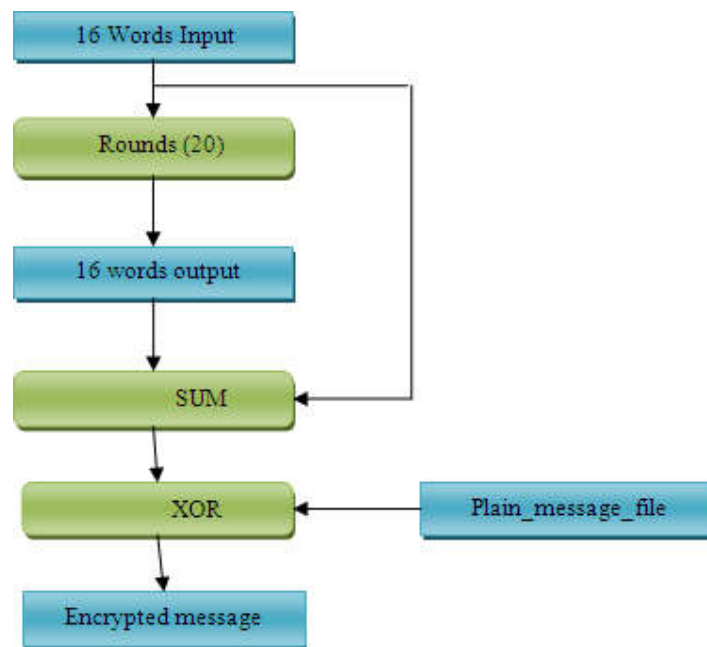 16 Words Input
Rounds (20)
16 words output
SUM
XOR
Plain_message_file
Encrypted message